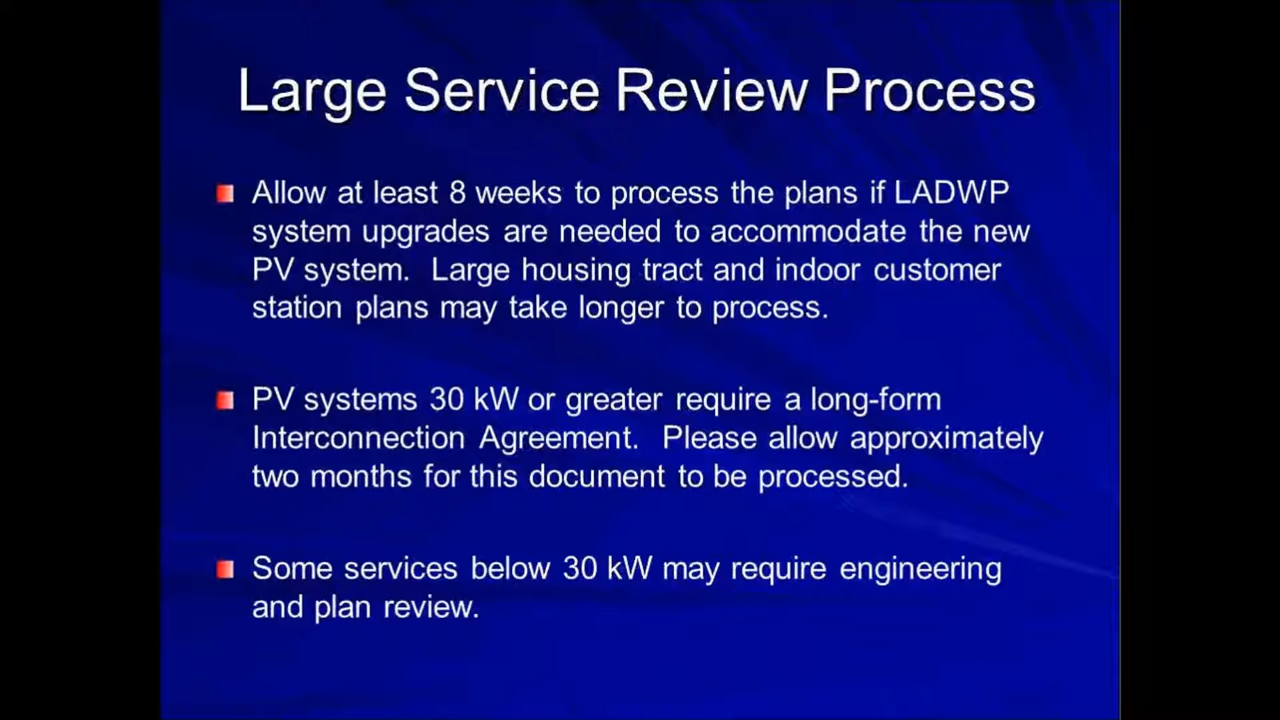 Large Service Review Process
Allow at least 8 weeks to process the plans if LADWP
system upgrades are needed to accommodate the new
PV system. Large housing tract and indoor customer
station plans may take longer to process.
PV systems 30 kW or greater require a long-form
Interconnection Agreement. Please allow approximately
two months for this document to be processed.
Some services below 30 kW may require engineering
and plan review.